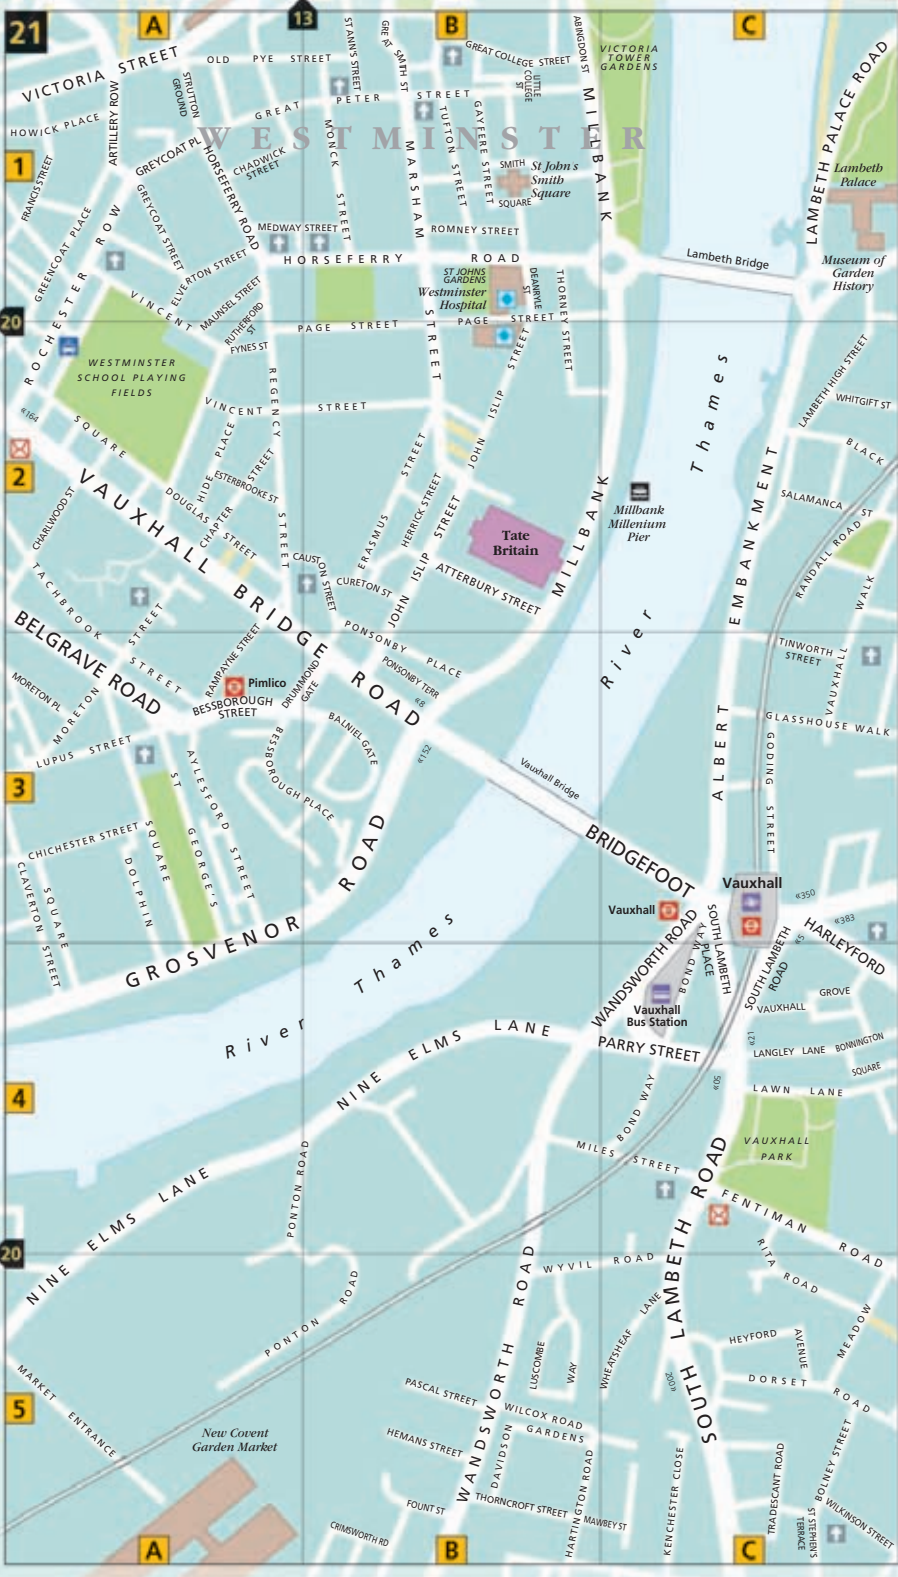 21
A
13
B
C
VICTORIA STREET
OLD PYE STREET
ST ANN'S STREET
GREAT SMITH ST
GREAT COLLEGE STREET
LITTLE COLLEGE ST
ABINGDON ST
VICTORIA TOWER GARDENS
MILLBANK
LAMBETH PALACE ROAD
STRUTTON GROUND
GREAT PETER STREET
HOWICK PLACE
ARTILLERY ROW
WESTMINSTER
GREYCOAT PL
HORSEFERRY ROAD
CHADWICK STREET
MONCK STREET
MARSHAM STREET
TUFTON STREET
GAYFERE STREET
SMITH SQUARE
St John's Smith Square
Lambeth Palace
1
FRANCIS STREET
GREENCOAT PLACE
ROCHESTER ROW
GREYCOAT STREET
ELVERTON STREET
MEDWAY STREET
ROMNEY STREET
HORSEFERRY ROAD
Lambeth Bridge
Museum of Garden History
VINCENT SQUARE
MAUNSEL STREET
RUTHERFORD ST
FYNES ST
ST JOHNS GARDENS
Westminster Hospital
DEANRYLE ST
THORNEY STREET
20
PAGE STREET
PAGE STREET
WESTMINSTER SCHOOL PLAYING FIELDS
REGENCY STREET
VINCENT STREET
JOHN ISLIP STREET
River Thames
LAMBETH HIGH STREET
WHITGIFT ST
BLACK
«164
2
VAUXHALL BRIDGE ROAD
CHARLWOOD ST
HIDE PLACE
DOUGLAS STREET
ESTERBROOKE ST
CHAPTER STREET
ERASMUS STREET
HERRICK STREET
JOHN ISLIP STREET
Tate Britain
ATTERBURY STREET
MILLBANK
Millbank Millenium Pier
ALBERT EMBANKMENT
SALAMANCA ST
RANDALL ROAD
TACHBROOK STREET
CAUSTON STREET
CURETON ST
PONSONBY PLACE
PONSONBY TERR
«8
BELGRAVE ROAD
MORETON PL
MORETON STREET
RAMPAYNE STREET
Pimlico
BESSBOROUGH STREET
DRUMMOND GATE
BALNIEL GATE
BESSBOROUGH PLACE
«152
TINWORTH STREET
VAUXHALL WALK
GLASSHOUSE WALK
GODING STREET
LUPUS STREET
3
AYLESFORD STREET
ST GEORGE'S SQUARE
CHICHESTER STREET
CLAVERTON STREET
DOLPHIN SQUARE
GROSVENOR ROAD
Vauxhall Bridge
BRIDGEFOOT
Vauxhall
Vauxhall
«350
«383
HARLEYFORD
WANDSWORTH ROAD
BOND WAY
SOUTH LAMBETH PLACE
SOUTH LAMBETH ROAD
«5
Vauxhall Bus Station
River Thames
VAUXHALL GROVE
LANGLEY LANE
BONNINGTON SQUARE
PARRY STREET
«21
«50
4
NINE ELMS LANE
NINE ELMS LANE
PONTON ROAD
BOND WAY
MILES STREET
LAWN LANE
VAUXHALL PARK
FENTIMAN ROAD
20
WYVIL ROAD
RITA ROAD
MEADOW
PONTON ROAD
SOUTH LAMBETH ROAD
WANDSWORTH ROAD
LUSCOMBE WAY
WHEATSHEAF LANE
HEYFORD AVENUE
DORSET ROAD
«200
5
MARKET ENTRANCE
New Covent Garden Market
PASCAL STREET
WILCOX ROAD
HEMANS STREET
DAVIDSON GARDENS
HARTINGTON ROAD
KENCHESTER CLOSE
TRADESCANT ROAD
BOLNEY STREET
FOUNT ST
THORNCROFT STREET
MAWBEY ST
CRIMSWORTH RD
ST STEPHEN'S TERRACE
WILKINSON STREET
A
B
C